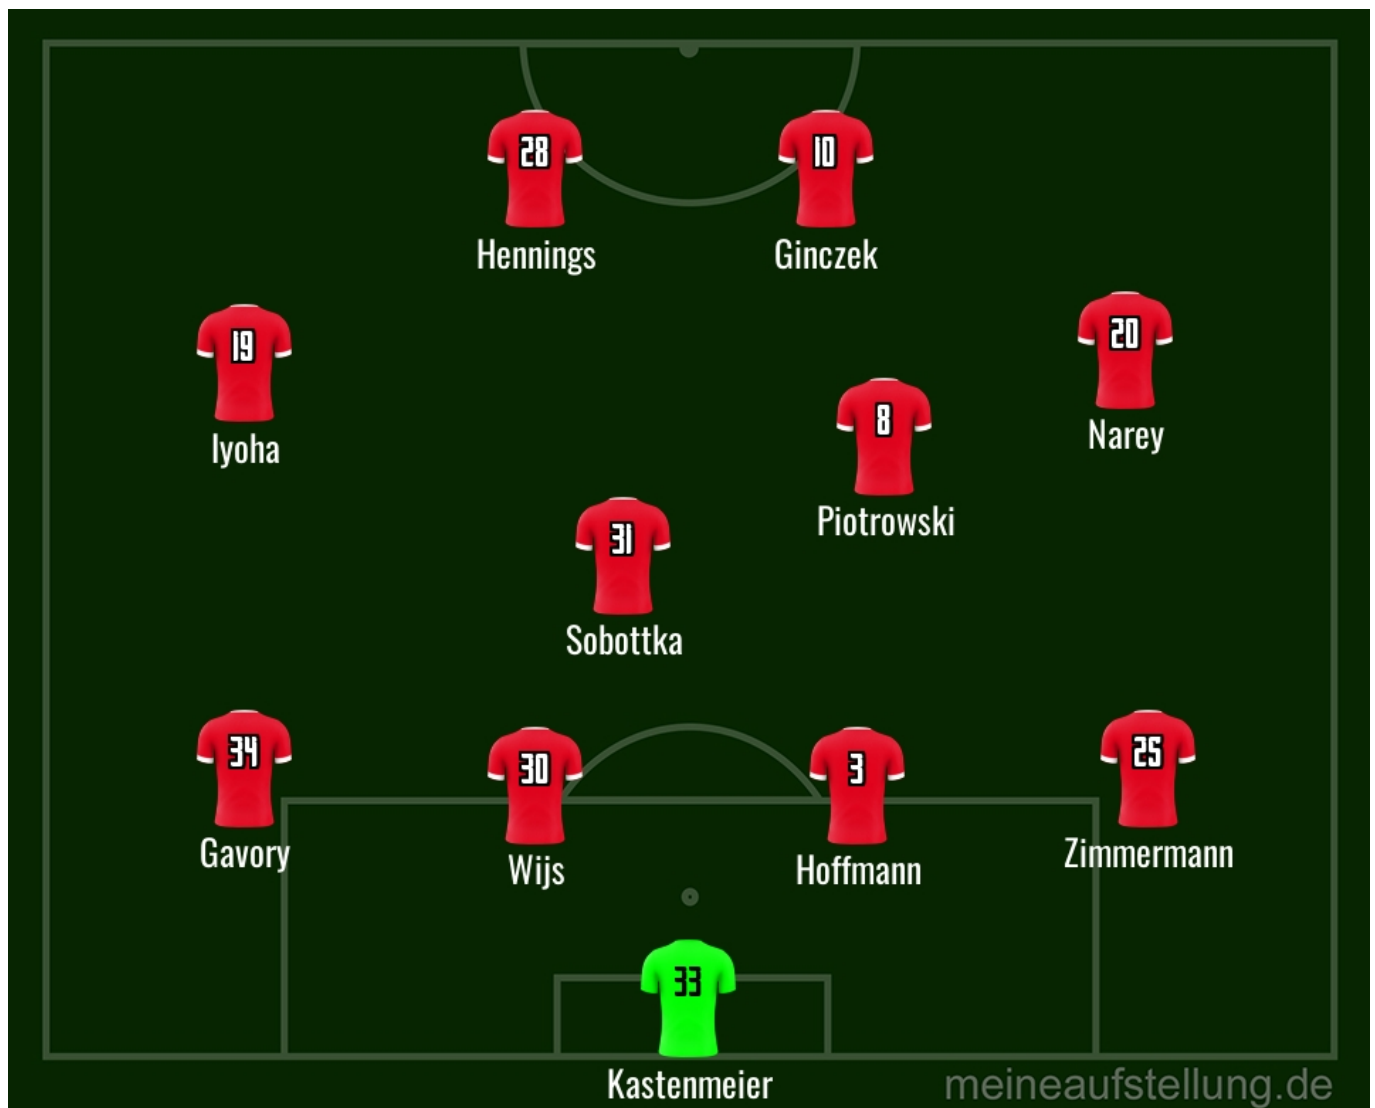 28
10
Hennings
Ginczek
19
20
Iyoha
Narey
8
Piotrowski
31
Sobottka
34
30
3
25
Gavory
Wijs
Hoffmann
Zimmermann
33
Kastenmeier
meineaufstellung.de